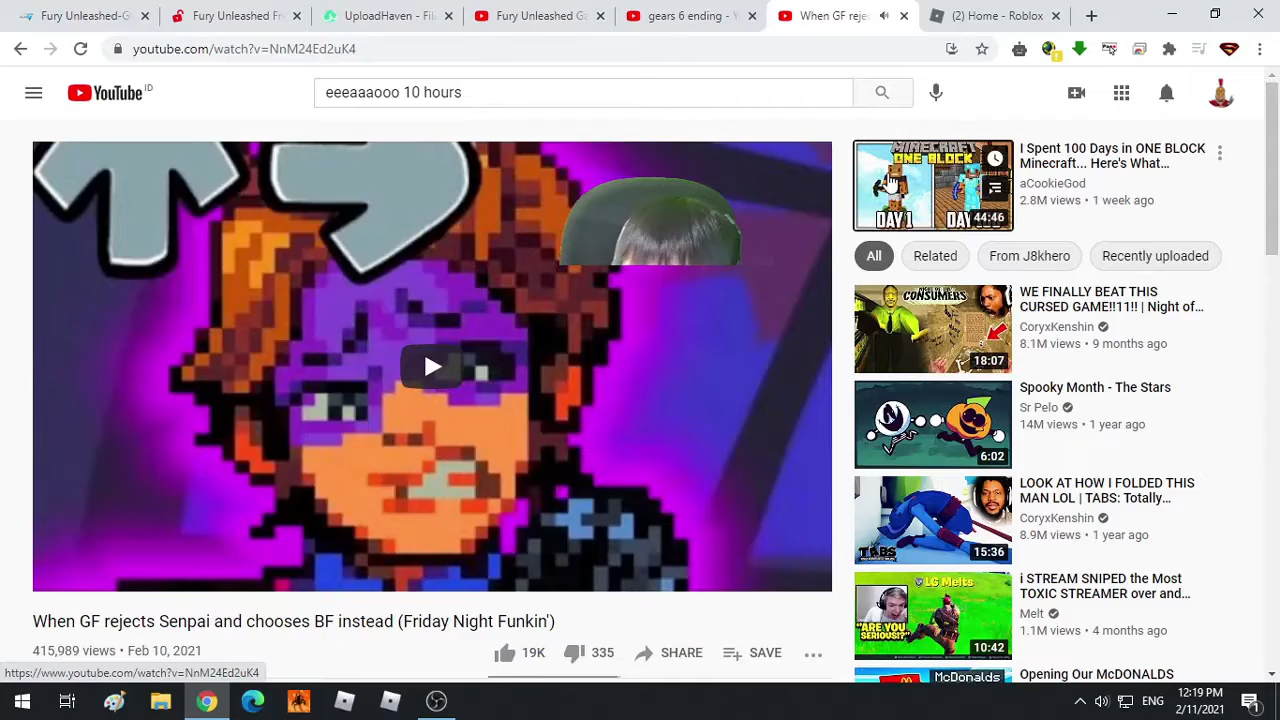 Fury Unleashed-G
Fury Unleashed Fr
UploadHaven - Fil
Fury Unleashed G
gears 6 ending - Y
When GF rej
(2) Home - Roblox
youtube.com/watch?v=NnM24Ed2uK4
YouTube ID
eeeaaaooo 10 hours
MINECRAFT
ONE BLOCK
DAY 1
DAY
44:46
I Spent 100 Days in ONE BLOCK
Minecraft... Here's What...
aCookieGod
2.8M views • 1 week ago
All
Related
From J8khero
Recently uploaded
NIGHT OF THE
CONSUMERS
18:07
WE FINALLY BEAT THIS
CURSED GAME!!11!! | Night of...
CoryxKenshin
8.1M views • 9 months ago
6:02
Spooky Month - The Stars
Sr Pelo
14M views • 1 year ago
TABS
15:36
LOOK AT HOW I FOLDED THIS
MAN LOL | TABS: Totally...
CoryxKenshin
8.9M views • 1 year ago
LG Melts
"ARE YOU
SERIOUS!?"
10:42
i STREAM SNIPED the Most
TOXIC STREAMER over and...
Melt
1.1M views • 4 months ago
McDonalds
Opening Our McDONALDS
When GF rejects Senpai and chooses BF instead (Friday Night Funkin')
415,989 views • Feb 10, 2021
19K
335
SHARE
SAVE
https://www.youtube.com/watch?v=NnM24Ed2uK4
ENG
12:19 PM
2/11/2021
1